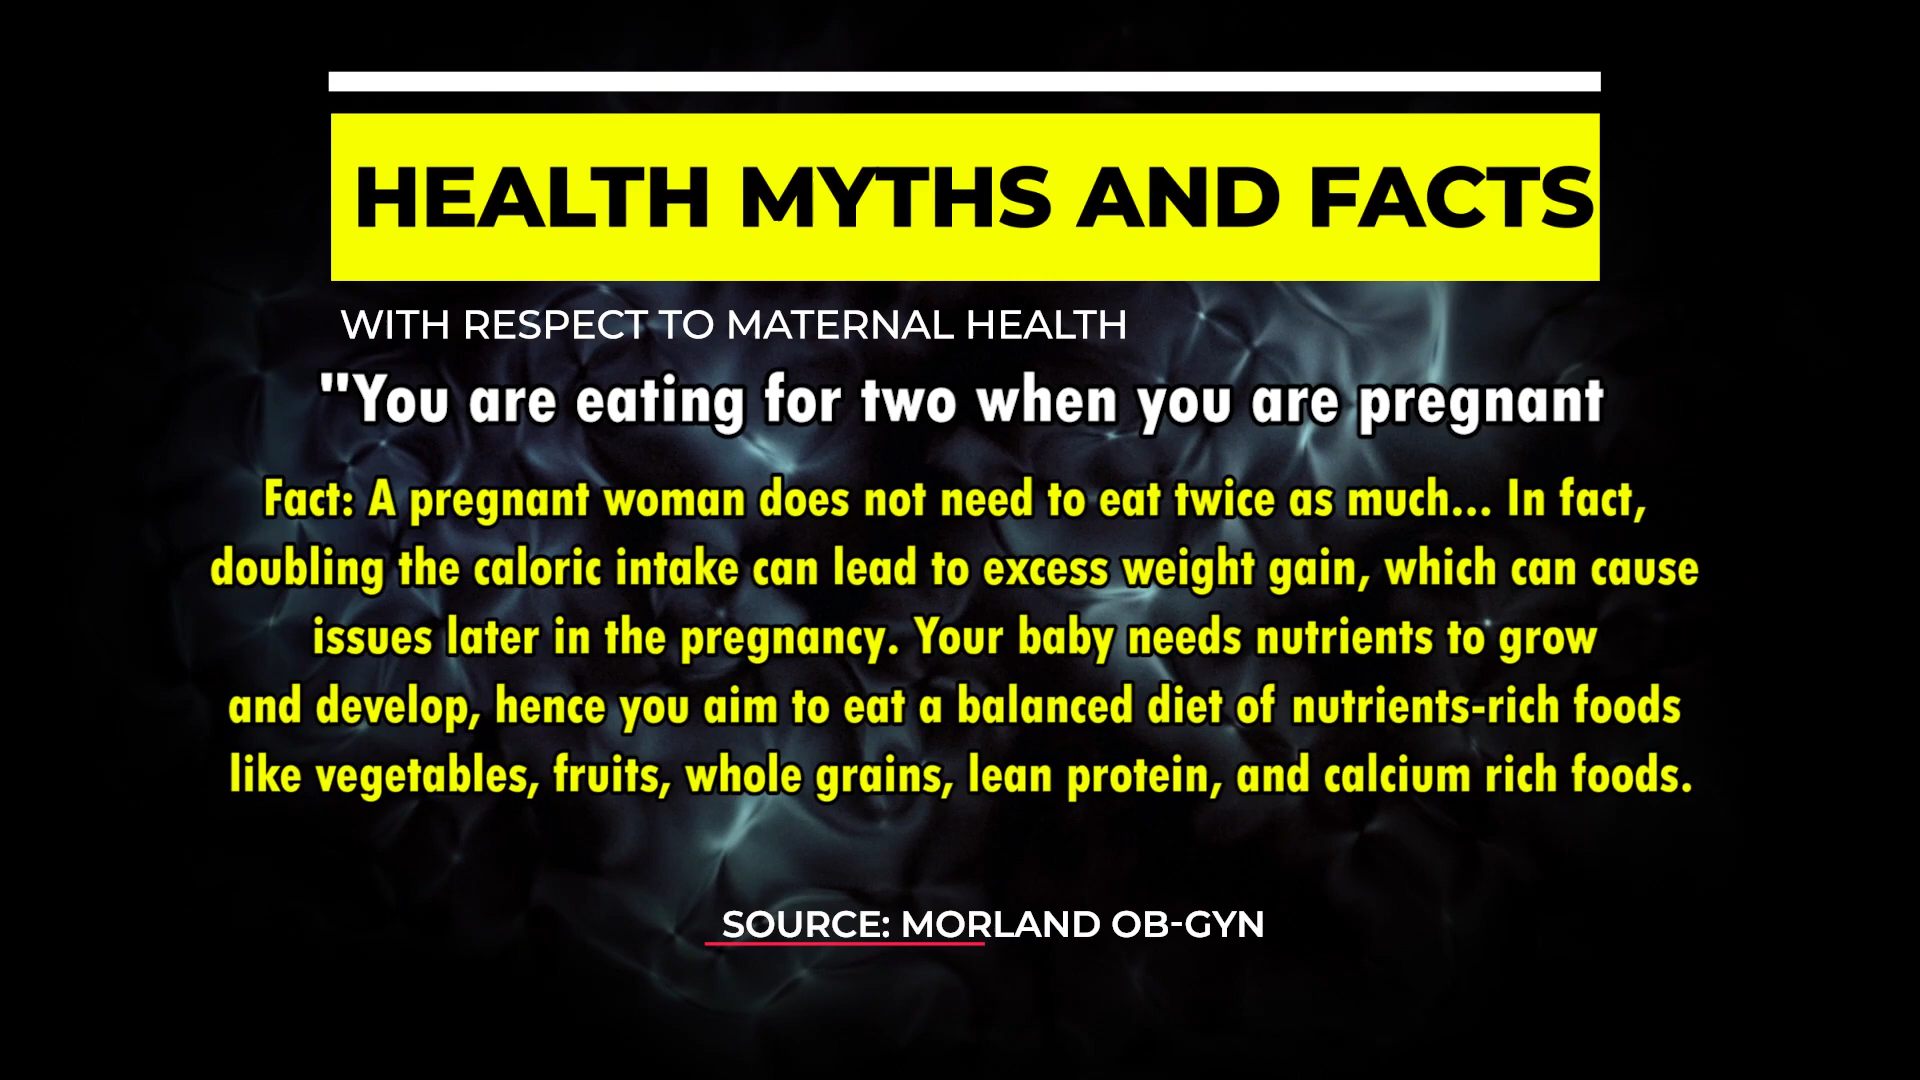 HEALTH MYTHS AND FACTS
WITH RESPECT TO MATERNAL HEALTH
"You are eating for two when you are pregnant
Fact: A pregnant woman does not need to eat twice as much... In fact,
doubling the caloric intake can lead to excess weight gain, which can cause
issues later in the pregnancy. Your baby needs nutrients to grow
and develop, hence you aim to eat a balanced diet of nutrients-rich foods
like vegetables, fruits, whole grains, lean protein, and calcium rich foods.
SOURCE: MORLAND OB-GYN